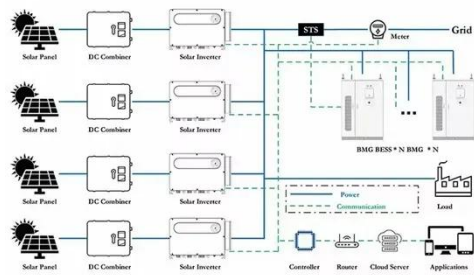 STS
Meter
Grid
Solar Panel
DC Combiner
Solar Inverter
Solar Panel
DC Combiner
Solar Inverter
BMG BESS * N BMG * N
Solar Panel
DC Combiner
Solar Inverter
Power
Communication
Load
Solar Panel
DC Combiner
Solar Inverter
Controller
Router
Cloud Server
Applications